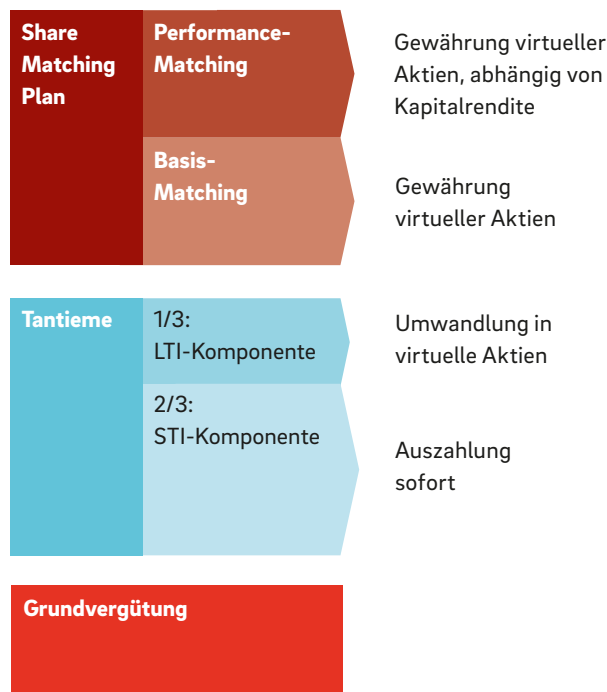 Share
Matching
Plan
Performance-
Matching
Gewährung virtueller
Aktien, abhängig von
Kapitalrendite
Basis-
Matching
Gewährung
virtueller Aktien
Tantieme
1/3:
LTI-Komponente
Umwandlung in
virtuelle Aktien
2/3:
STI-Komponente
Auszahlung
sofort
Grundvergütung